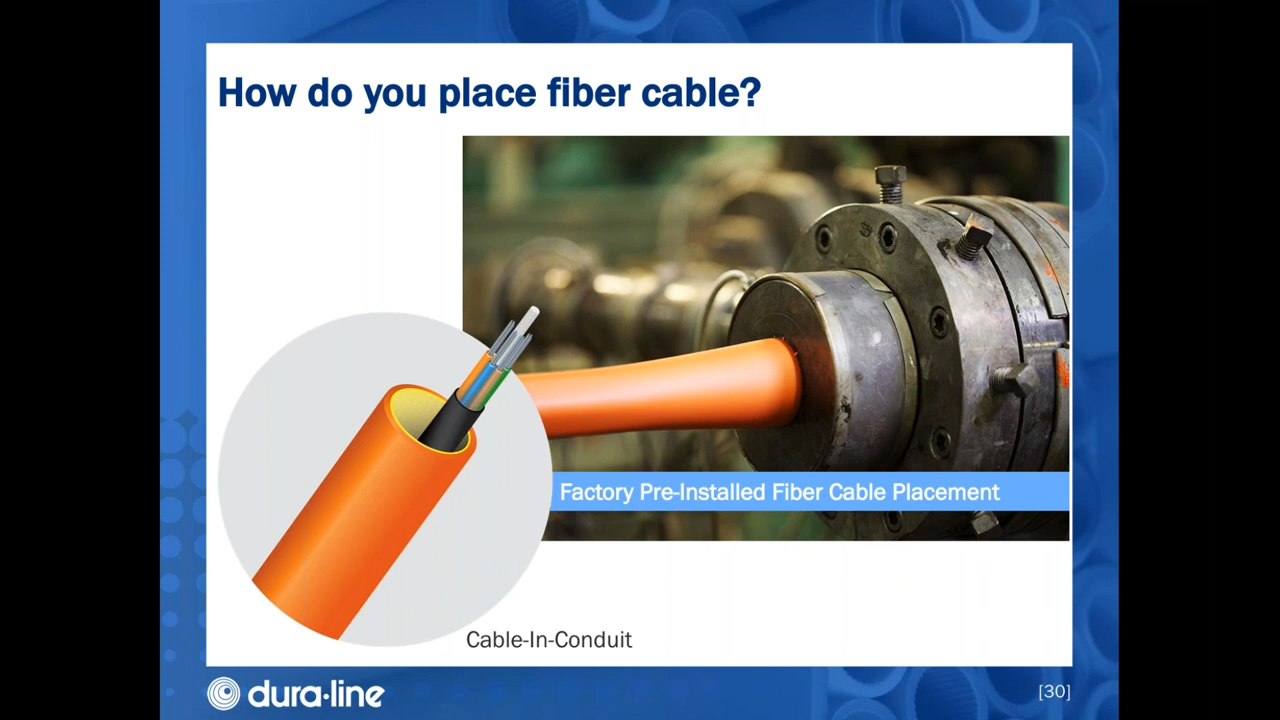 How do you place fiber cable?
Factory Pre-Installed Fiber Cable Placement
Cable-In-Conduit
dura·line
[30]